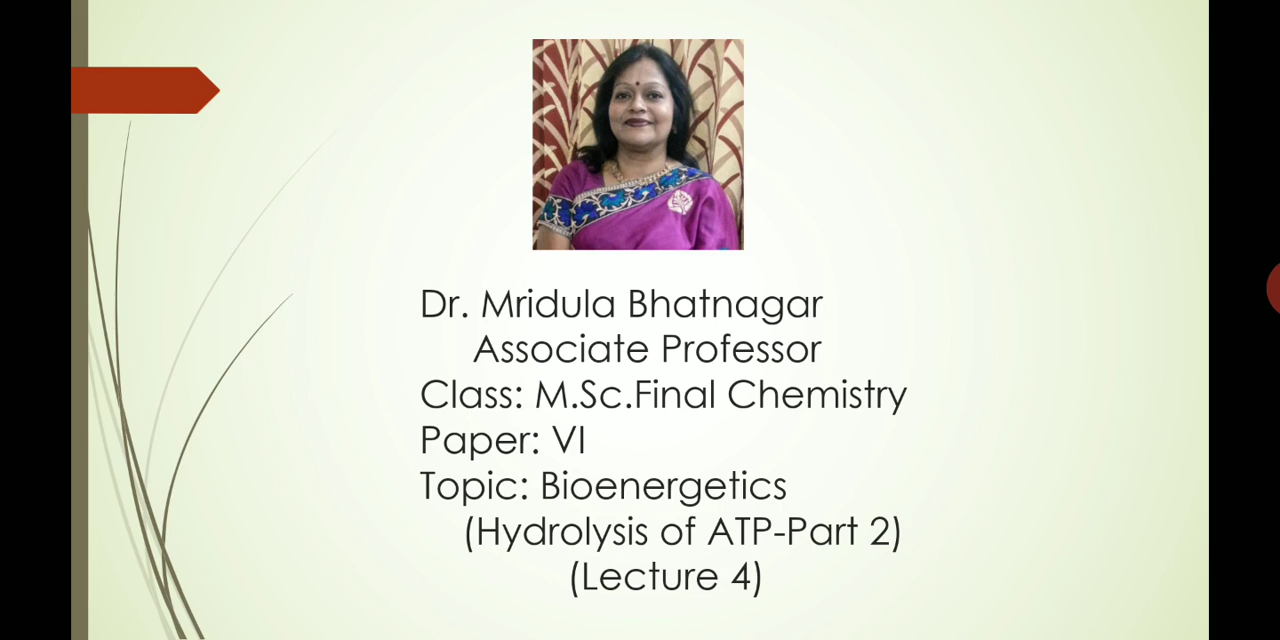 Dr. Mridula Bhatnagar
Associate Professor
Class: M.Sc.Final Chemistry
Paper: VI
Topic: Bioenergetics
(Hydrolysis of ATP-Part 2)
(Lecture 4)